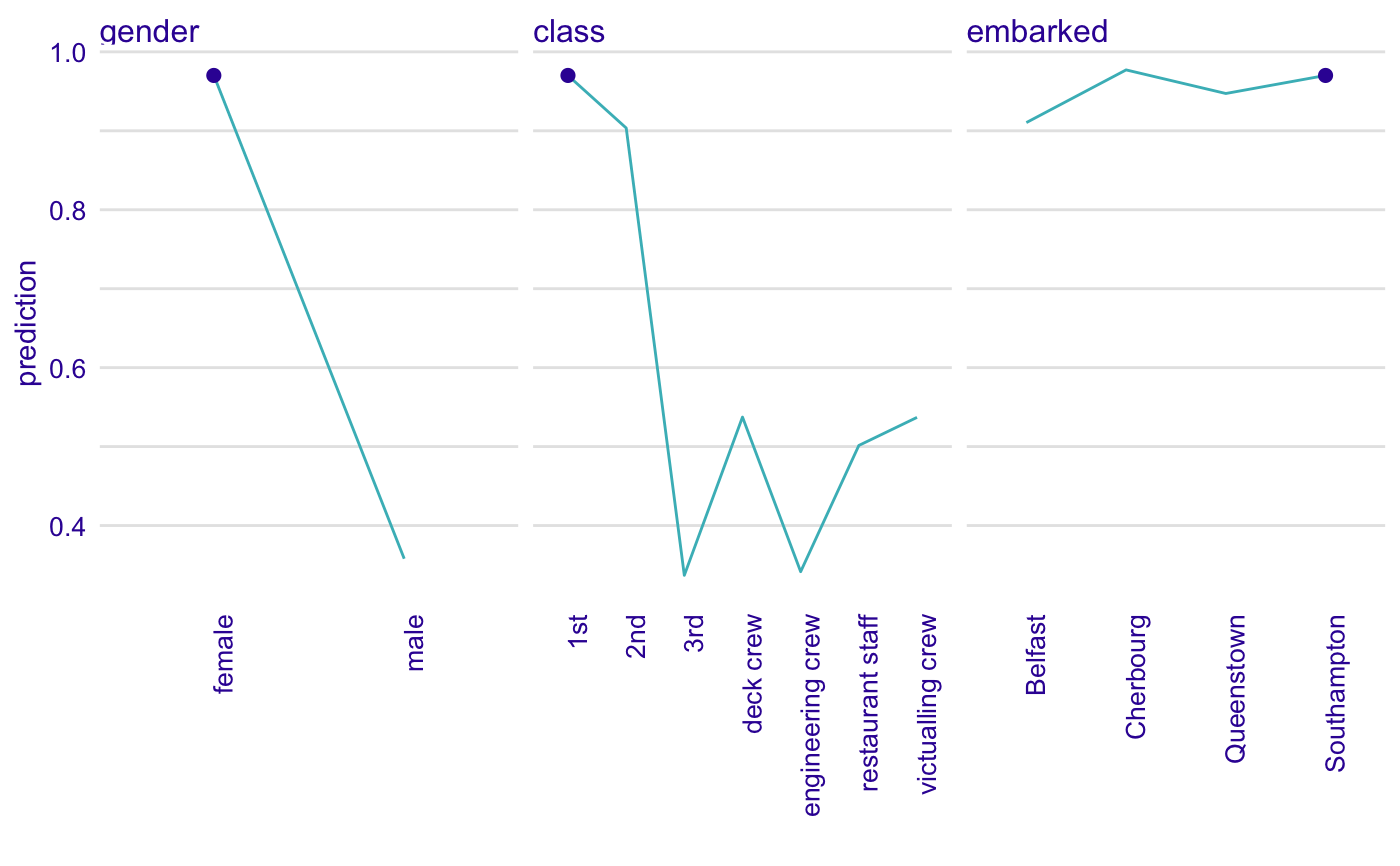 gender
class
embarked
prediction
1.0
0.8
0.6
0.4
female
male
1st
2nd
3rd
deck crew
engineering crew
restaurant staff
victualling crew
Belfast
Cherbourg
Queenstown
Southampton